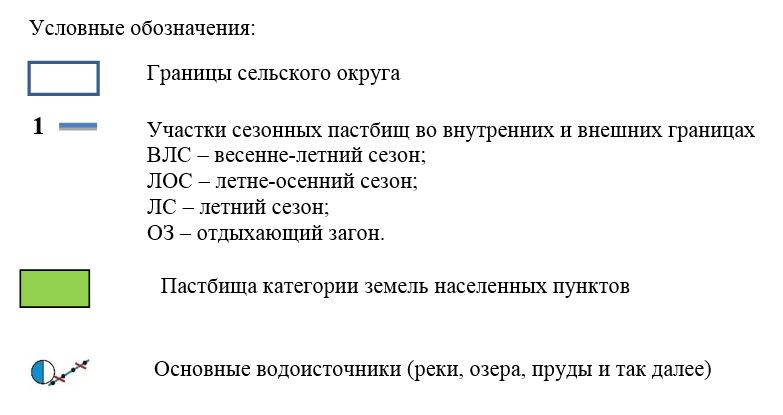 Условные обозначения:
Границы сельского округа
1
Участки сезонных пастбищ во внутренних и внешних границах
ВЛС – весенне-летний сезон;
ЛОС – летне-осенний сезон;
ЛС – летний сезон;
ОЗ – отдыхающий загон.
Пастбища категории земель населенных пунктов
Основные водоисточники (реки, озера, пруды и так далее)